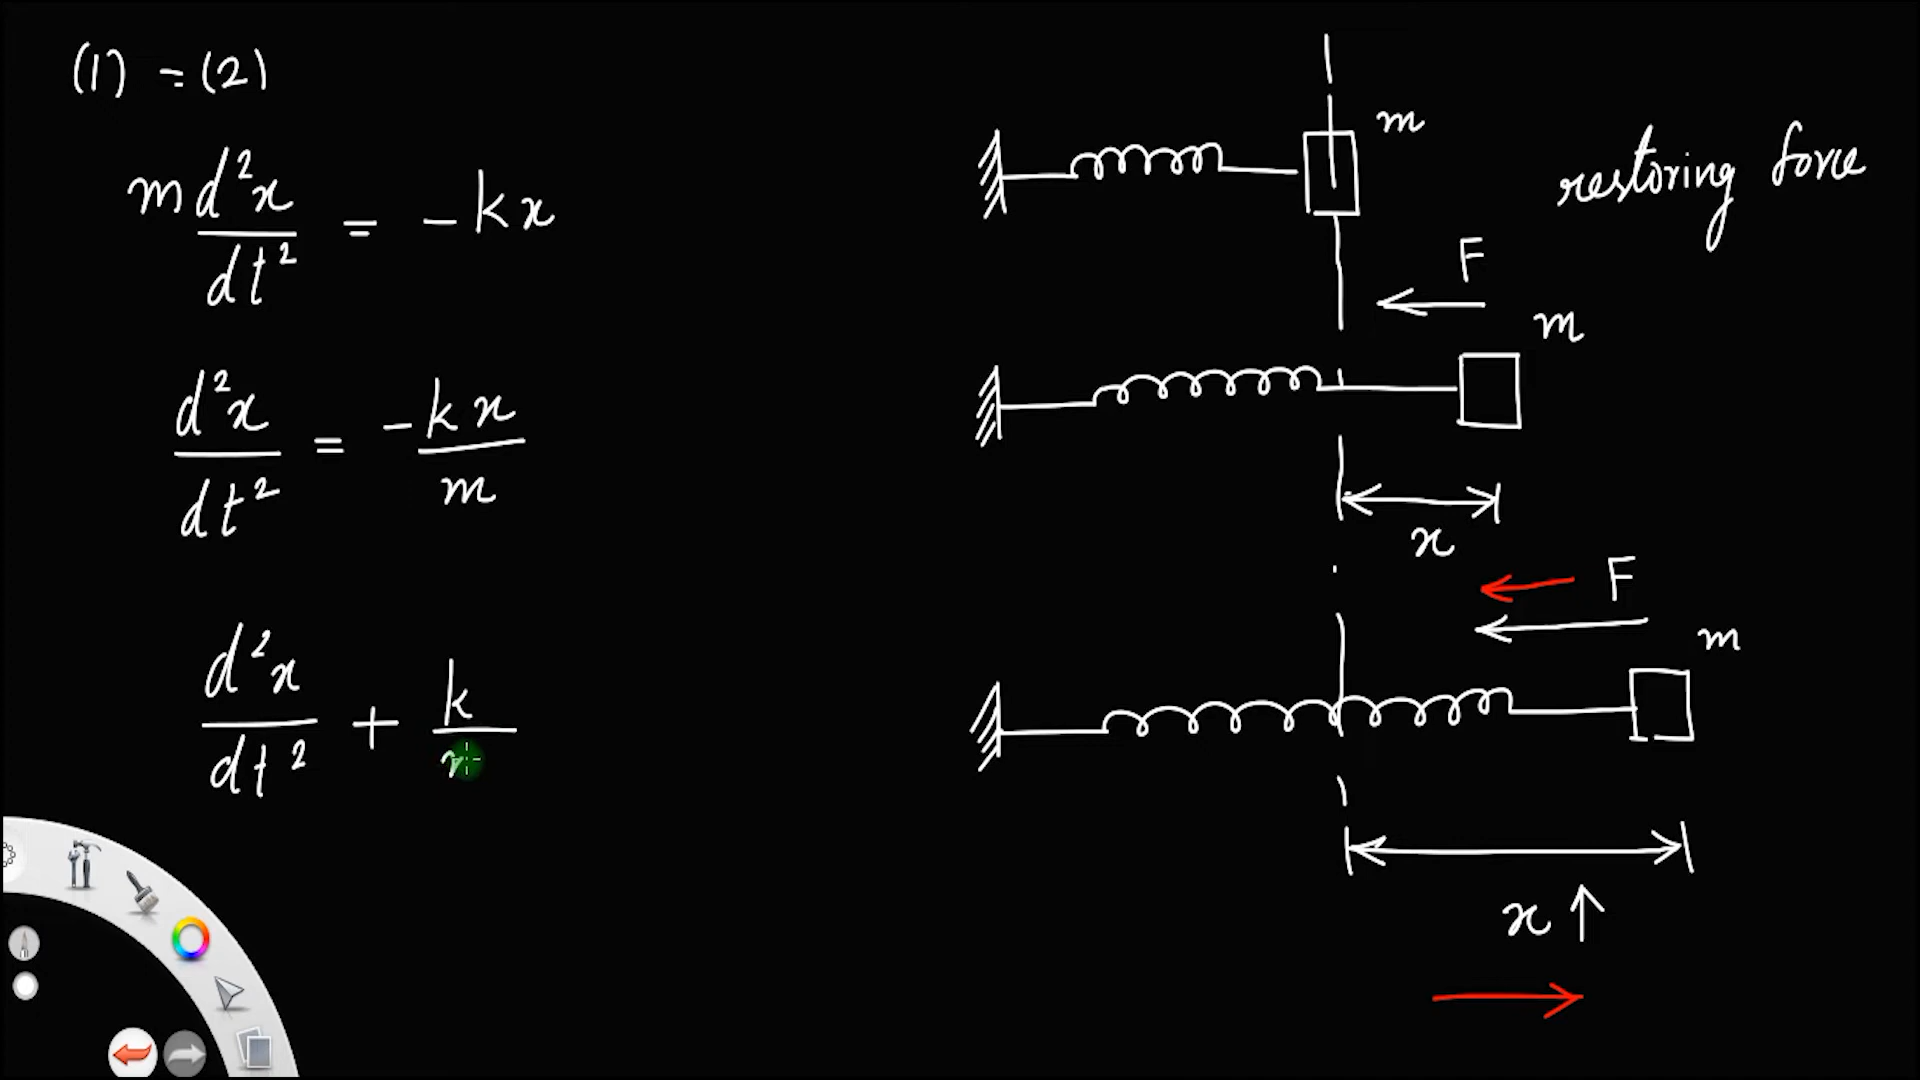 (1) = (2)
m d²x/dt² = - kx
d²x/dt² = - kx/m
d²x/dt² + k/
m
restoring force
F
m
x
F
m
x ↑